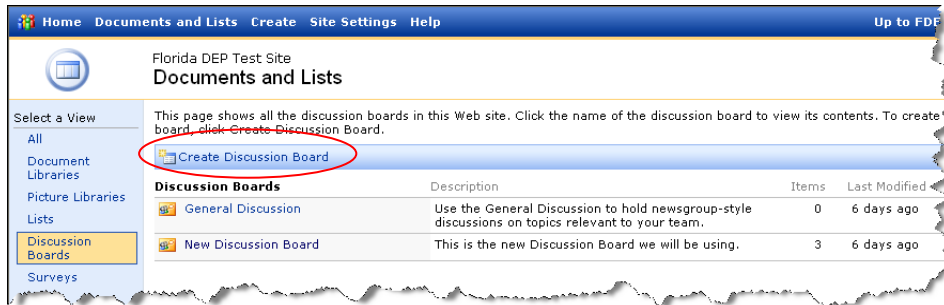 Home Documents and Lists Create Site Settings Help Up to FDE
Florida DEP Test Site
Documents and Lists
Select a View
All
Document
Libraries
Picture Libraries
Lists
Discussion
Boards
Surveys
This page shows all the discussion boards in this Web site. Click the name of the discussion board to view its contents. To create
board, click Create Discussion Board.
Create Discussion Board
Discussion Boards Description Items Last Modified
General Discussion Use the General Discussion to hold newsgroup-style 0 6 days ago
discussions on topics relevant to your team.
New Discussion Board This is the new Discussion Board we will be using. 3 6 days ago